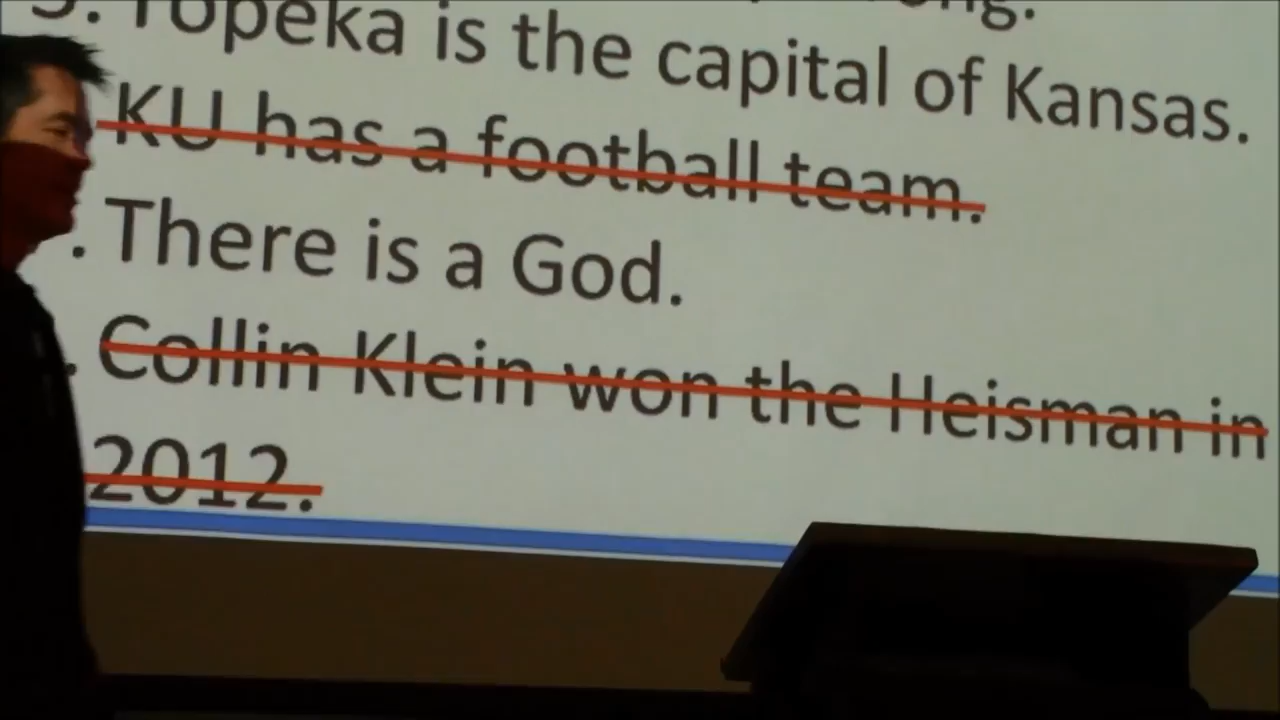 Topeka is the capital of Kansas.
KU has a football team.
. There is a God.
. Collin Klein won the Heisman in
2012.